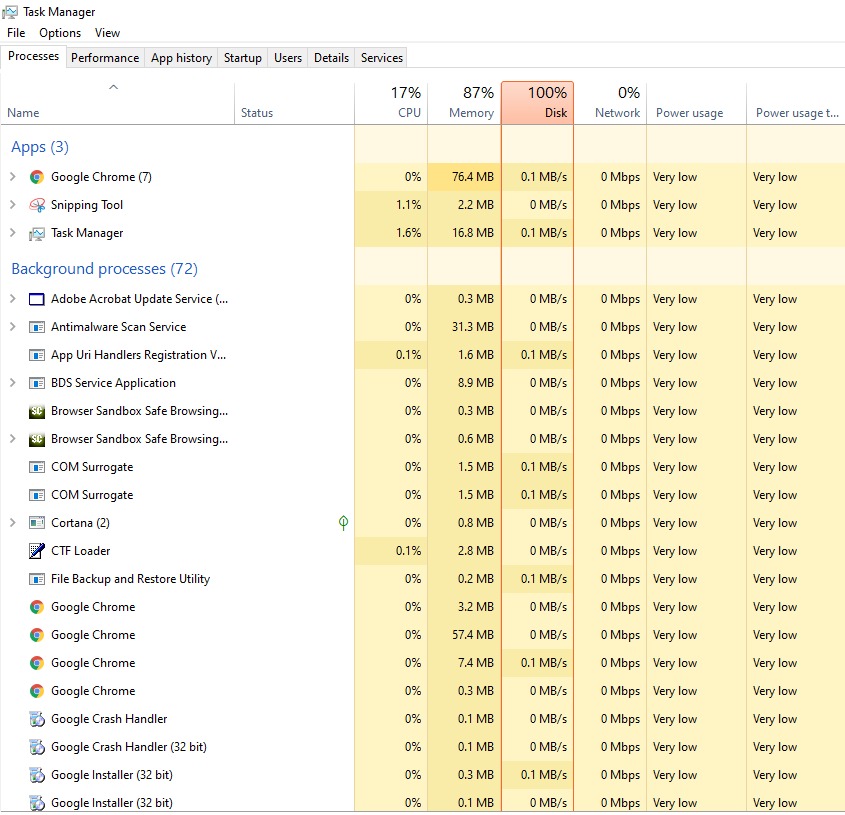 Task Manager
File Options View
Processes Performance App history Startup Users Details Services
17% 87% 100% 0%
Name Status CPU Memory Disk Network Power usage Power usage t...
Apps (3)
Google Chrome (7) 0% 76.4 MB 0.1 MB/s 0 Mbps Very low Very low
Snipping Tool 1.1% 2.2 MB 0 MB/s 0 Mbps Very low Very low
Task Manager 1.6% 16.8 MB 0.1 MB/s 0 Mbps Very low Very low
Background processes (72)
Adobe Acrobat Update Service (... 0% 0.3 MB 0 MB/s 0 Mbps Very low Very low
Antimalware Scan Service 0% 31.3 MB 0 MB/s 0 Mbps Very low Very low
App Uri Handlers Registration V... 0.1% 1.6 MB 0.1 MB/s 0 Mbps Very low Very low
BDS Service Application 0% 8.9 MB 0 MB/s 0 Mbps Very low Very low
SC Browser Sandbox Safe Browsing... 0% 0.3 MB 0 MB/s 0 Mbps Very low Very low
SC Browser Sandbox Safe Browsing... 0% 0.6 MB 0 MB/s 0 Mbps Very low Very low
COM Surrogate 0% 1.5 MB 0.1 MB/s 0 Mbps Very low Very low
COM Surrogate 0% 1.5 MB 0.1 MB/s 0 Mbps Very low Very low
Cortana (2) 0% 0.8 MB 0 MB/s 0 Mbps Very low Very low
CTF Loader 0.1% 2.8 MB 0 MB/s 0 Mbps Very low Very low
File Backup and Restore Utility 0% 0.2 MB 0.1 MB/s 0 Mbps Very low Very low
Google Chrome 0% 3.2 MB 0 MB/s 0 Mbps Very low Very low
Google Chrome 0% 57.4 MB 0 MB/s 0 Mbps Very low Very low
Google Chrome 0% 7.4 MB 0.1 MB/s 0 Mbps Very low Very low
Google Chrome 0% 0.3 MB 0 MB/s 0 Mbps Very low Very low
Google Crash Handler 0% 0.1 MB 0 MB/s 0 Mbps Very low Very low
Google Crash Handler (32 bit) 0% 0.1 MB 0 MB/s 0 Mbps Very low Very low
Google Installer (32 bit) 0% 0.3 MB 0.1 MB/s 0 Mbps Very low Very low
Google Installer (32 bit) 0% 0.1 MB 0 MB/s 0 Mbps Very low Very low